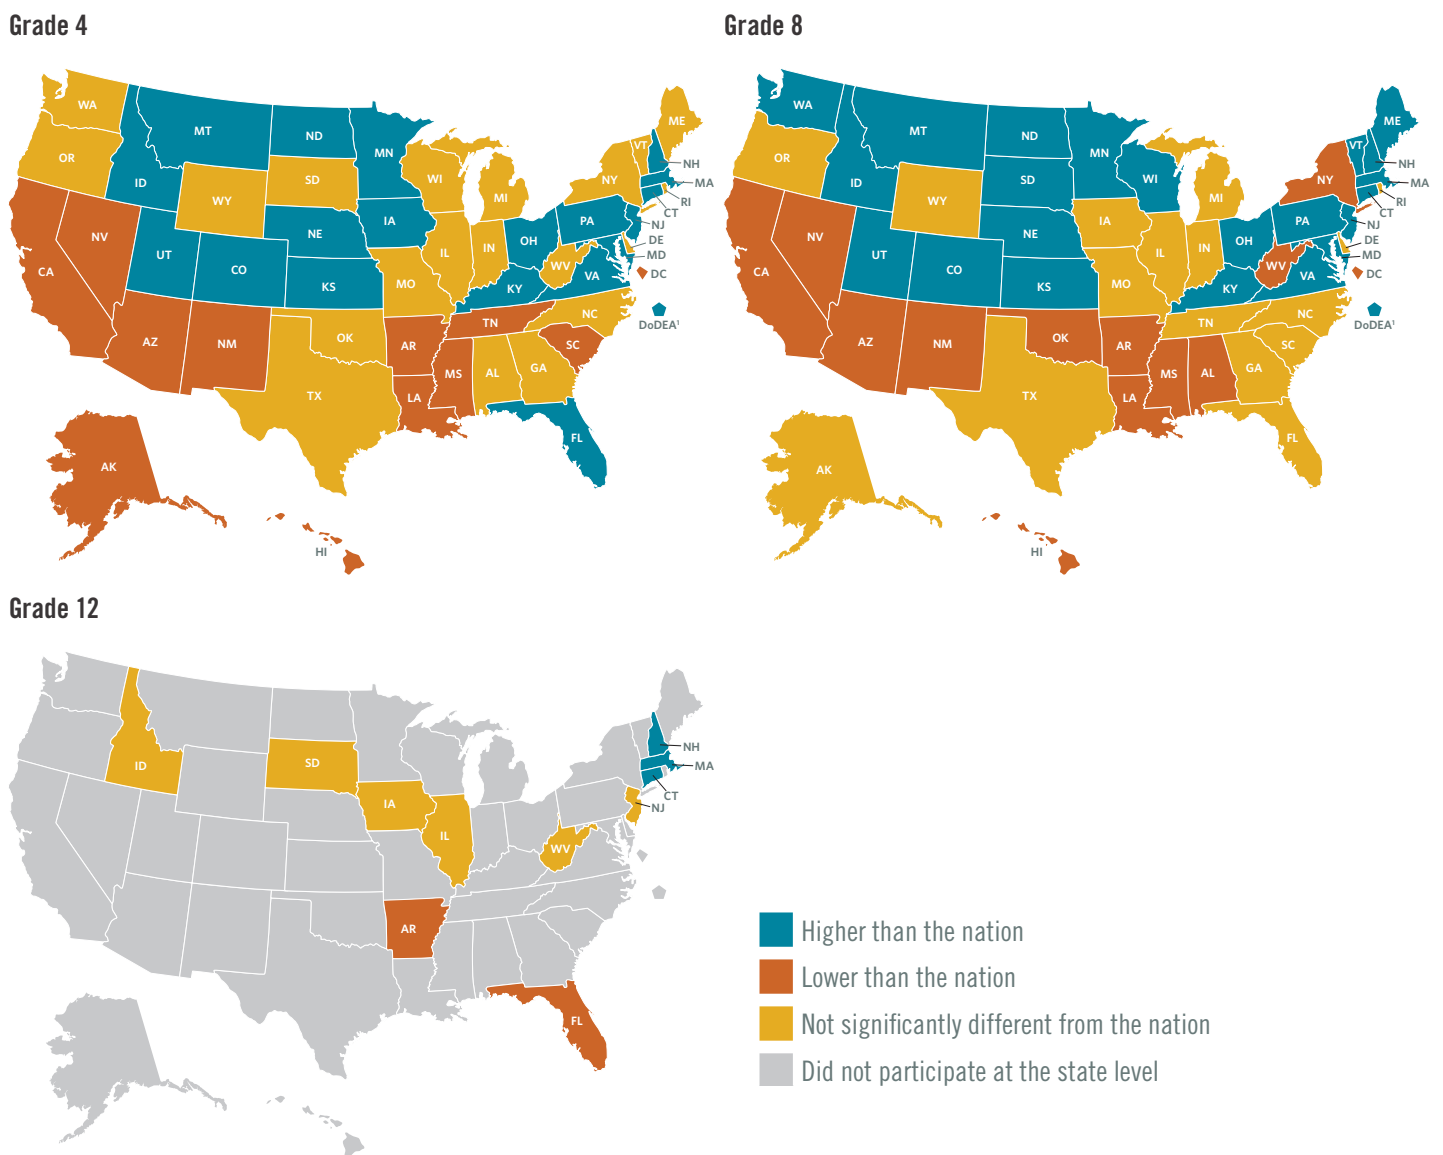 Grade 4
WA
OR
CA
NV
ID
MT
WY
UT
CO
AZ
NM
ND
SD
NE
KS
OK
TX
MN
IA
MO
AR
LA
WI
IL
MI
IN
OH
KY
TN
MS
AL
GA
FL
SC
NC
VA
WV
PA
NY
VT
ME
NH
MA
RI
CT
NJ
DE
MD
DC
DoDEA¹
AK
HI
Grade 8
WA
OR
CA
NV
ID
MT
WY
UT
CO
AZ
NM
ND
SD
NE
KS
OK
TX
MN
IA
MO
AR
LA
WI
IL
MI
IN
OH
KY
TN
MS
AL
GA
FL
SC
NC
VA
WV
PA
NY
VT
ME
NH
MA
RI
CT
NJ
DE
MD
DC
DoDEA¹
AK
HI
Grade 12
ID
SD
IA
IL
WV
AR
FL
NH
MA
CT
NJ
Higher than the nation
Lower than the nation
Not significantly different from the nation
Did not participate at the state level